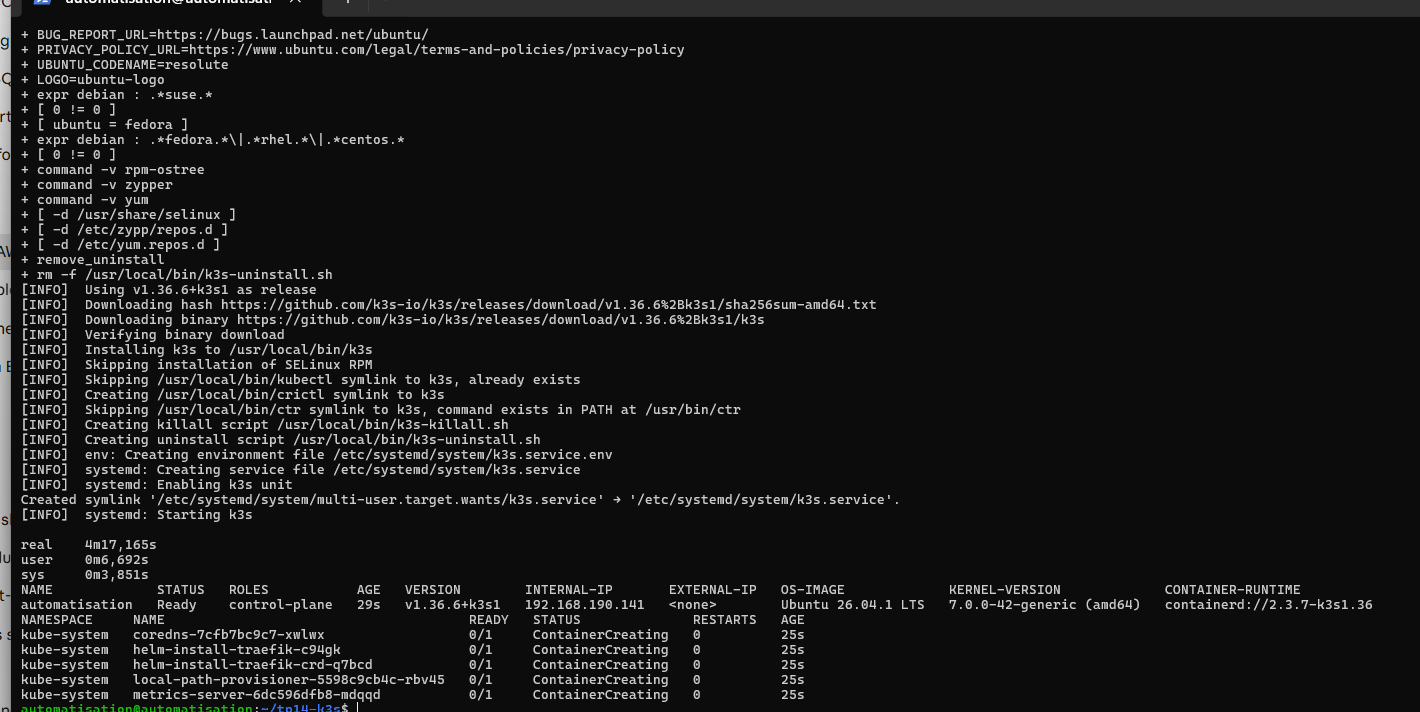 automatisation@automatisati
+ BUG_REPORT_URL=https://bugs.launchpad.net/ubuntu/
+ PRIVACY_POLICY_URL=https://www.ubuntu.com/legal/terms-and-policies/privacy-policy
+ UBUNTU_CODENAME=resolute
+ LOGO=ubuntu-logo
+ expr debian : .*suse.*
+ [ 0 != 0 ]
+ [ ubuntu = fedora ]
+ expr debian : .*fedora.*\|.*rhel.*\|.*centos.*
+ [ 0 != 0 ]
+ command -v rpm-ostree
+ command -v zypper
+ command -v yum
+ [ -d /usr/share/selinux ]
+ [ -d /etc/zypp/repos.d ]
+ [ -d /etc/yum.repos.d ]
+ remove_uninstall
+ rm -f /usr/local/bin/k3s-uninstall.sh
[INFO]  Using v1.36.6+k3s1 as release
[INFO]  Downloading hash https://github.com/k3s-io/k3s/releases/download/v1.36.6%2Bk3s1/sha256sum-amd64.txt
[INFO]  Downloading binary https://github.com/k3s-io/k3s/releases/download/v1.36.6%2Bk3s1/k3s
[INFO]  Verifying binary download
[INFO]  Installing k3s to /usr/local/bin/k3s
[INFO]  Skipping installation of SELinux RPM
[INFO]  Skipping /usr/local/bin/kubectl symlink to k3s, already exists
[INFO]  Creating /usr/local/bin/crictl symlink to k3s
[INFO]  Skipping /usr/local/bin/ctr symlink to k3s, command exists in PATH at /usr/bin/ctr
[INFO]  Creating killall script /usr/local/bin/k3s-killall.sh
[INFO]  Creating uninstall script /usr/local/bin/k3s-uninstall.sh
[INFO]  env: Creating environment file /etc/systemd/system/k3s.service.env
[INFO]  systemd: Creating service file /etc/systemd/system/k3s.service
[INFO]  systemd: Enabling k3s unit
Created symlink '/etc/systemd/system/multi-user.target.wants/k3s.service' → '/etc/systemd/system/k3s.service'.
[INFO]  systemd: Starting k3s
real    4m17,165s
user    0m6,692s
sys     0m3,851s
NAME             STATUS   ROLES           AGE   VERSION        INTERNAL-IP       EXTERNAL-IP   OS-IMAGE             KERNEL-VERSION             CONTAINER-RUNTIME
automatisation   Ready    control-plane   29s   v1.36.6+k3s1   192.168.190.141   <none>        Ubuntu 26.04.1 LTS   7.0.0-42-generic (amd64)   containerd://2.3.7-k3s1.36
NAMESPACE     NAME                                      READY   STATUS              RESTARTS   AGE
kube-system   coredns-7cfb7bc9c7-xwlwx                  0/1     ContainerCreating   0          25s
kube-system   helm-install-traefik-c94gk                0/1     ContainerCreating   0          25s
kube-system   helm-install-traefik-crd-q7bcd            0/1     ContainerCreating   0          25s
kube-system   local-path-provisioner-5598c9cb4c-rbv45   0/1     ContainerCreating   0          25s
kube-system   metrics-server-6dc596dfb8-mdqqd           0/1     ContainerCreating   0          25s
automatisation@automatisation:~/tp14-k3s$